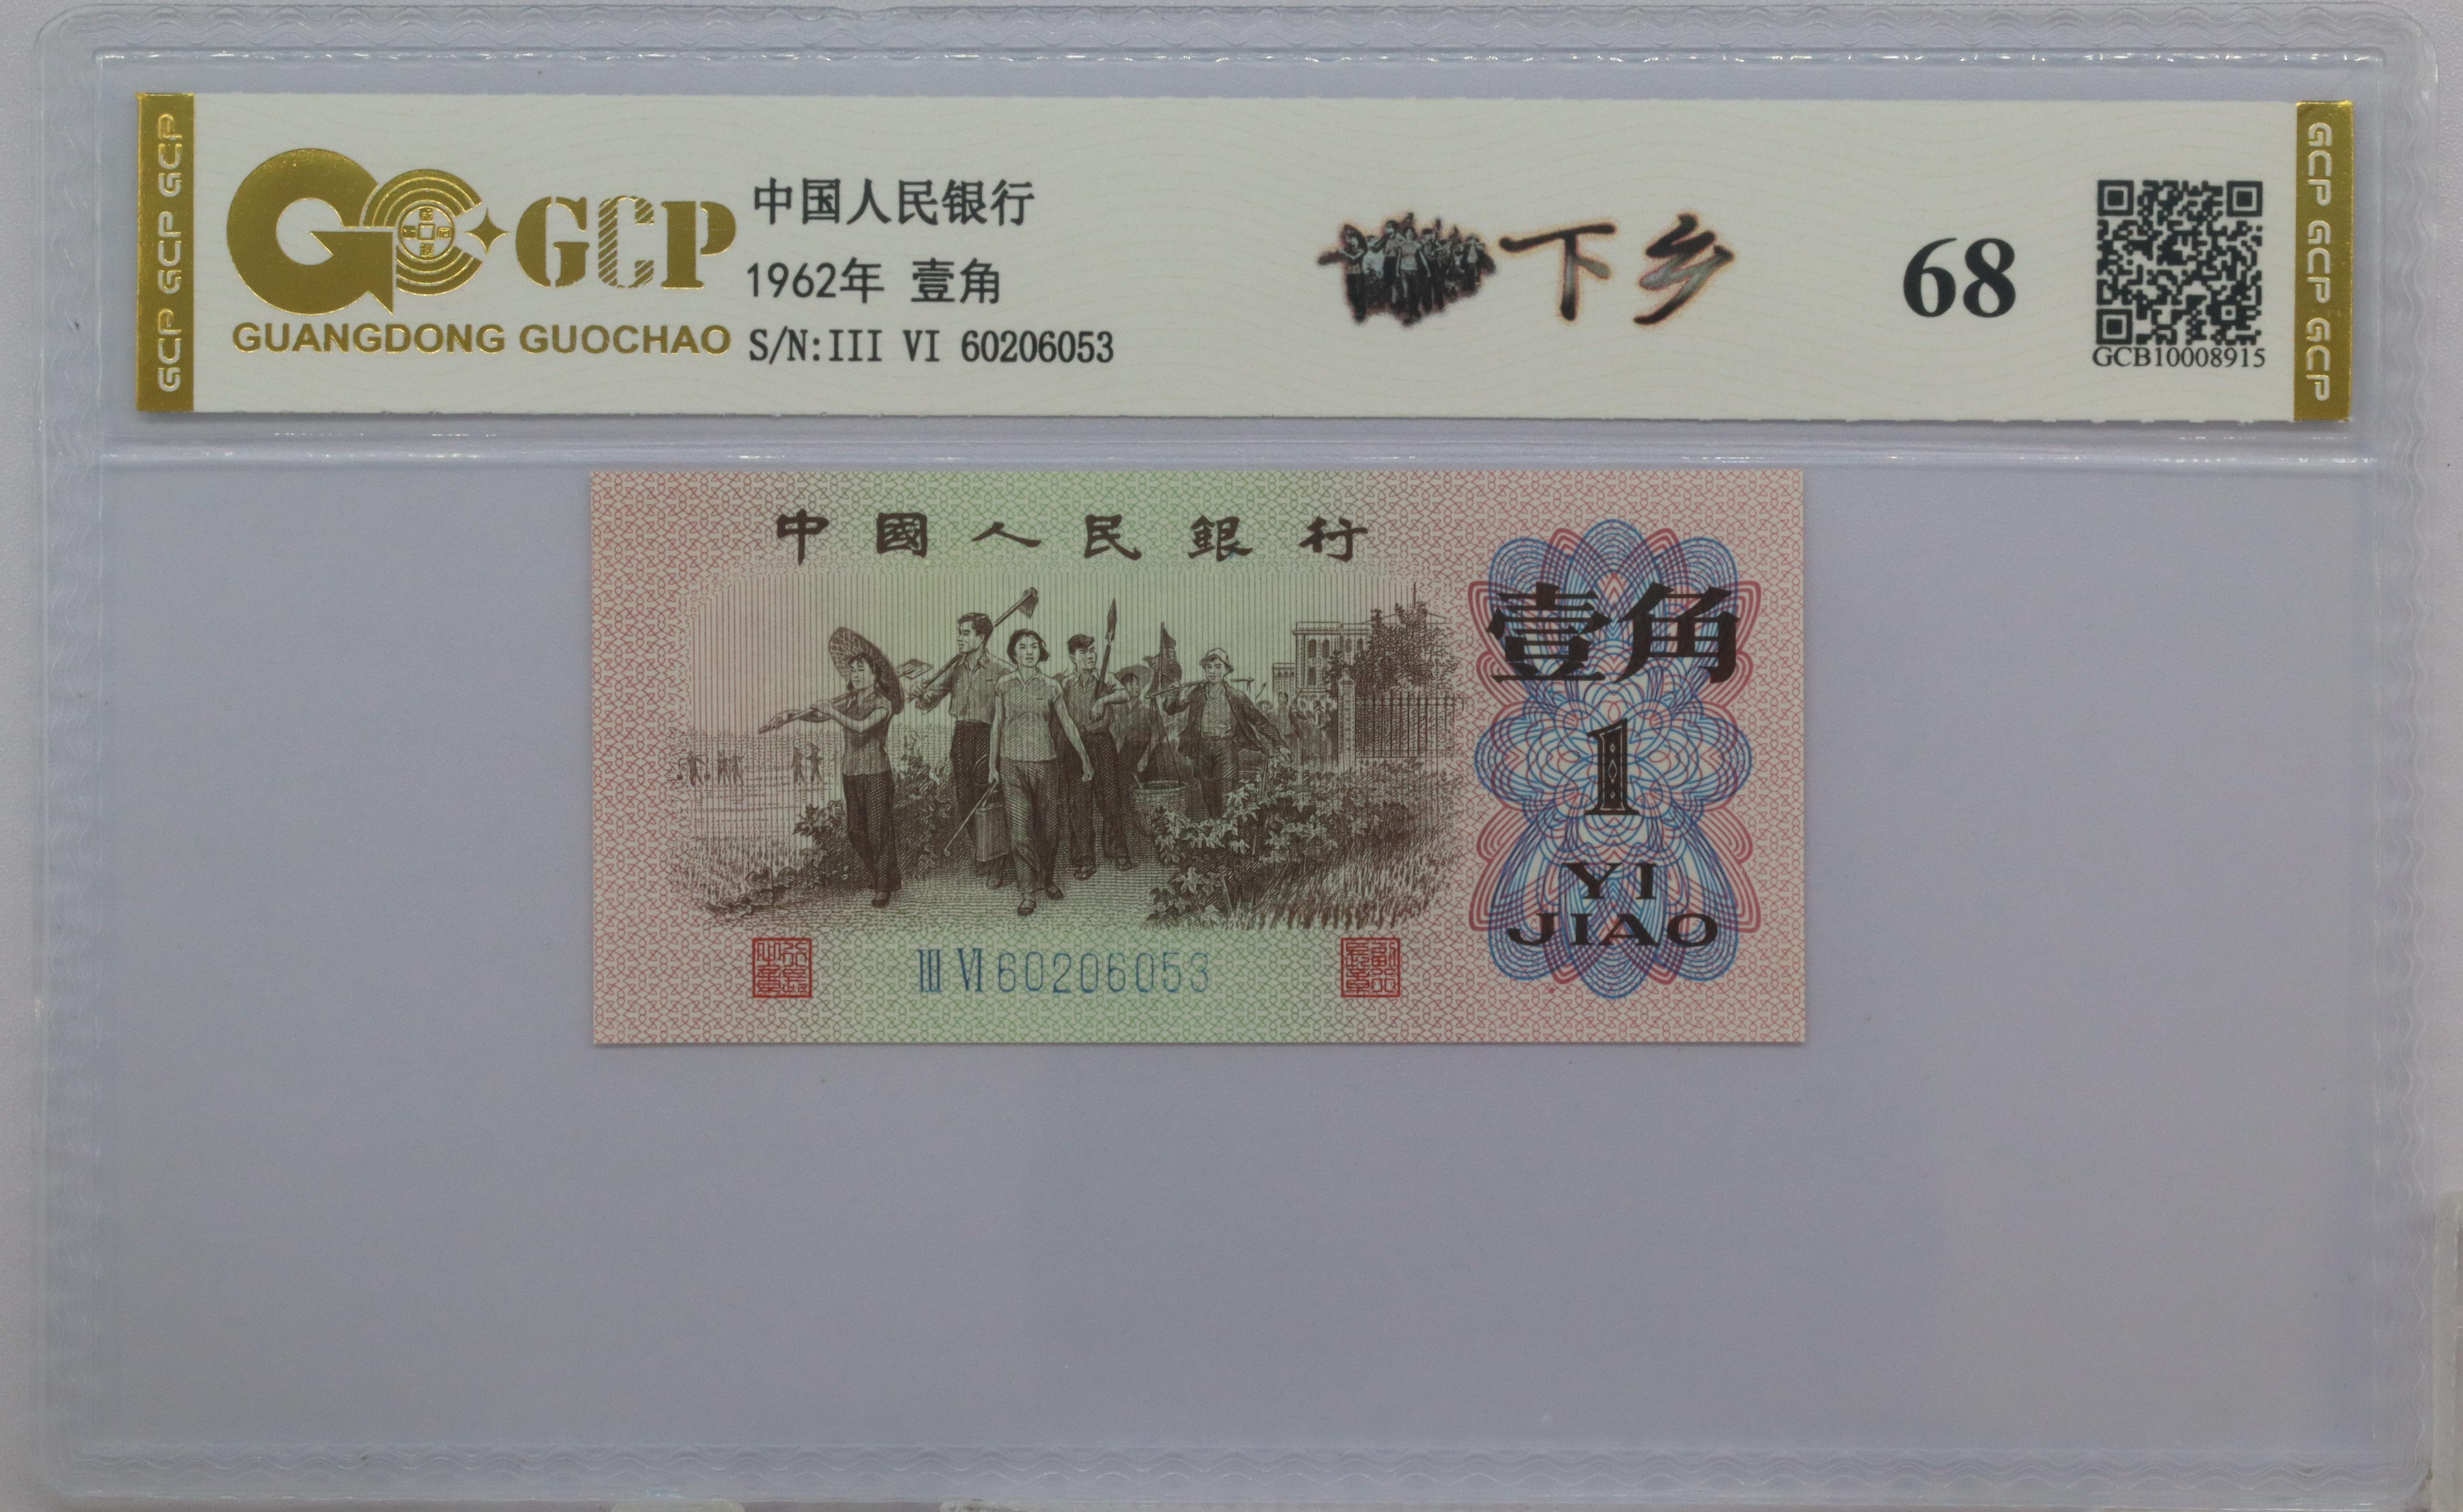 GCP GCP GCP
GCP
GUANGDONG GUOCHAO
中国人民银行
1962年 壹角
S/N:III VI 60206053
下乡
68
GCB10008915
GCP GCP GCP
中國人民銀行
壹角
1
YI
JIAO
III VI 60206053